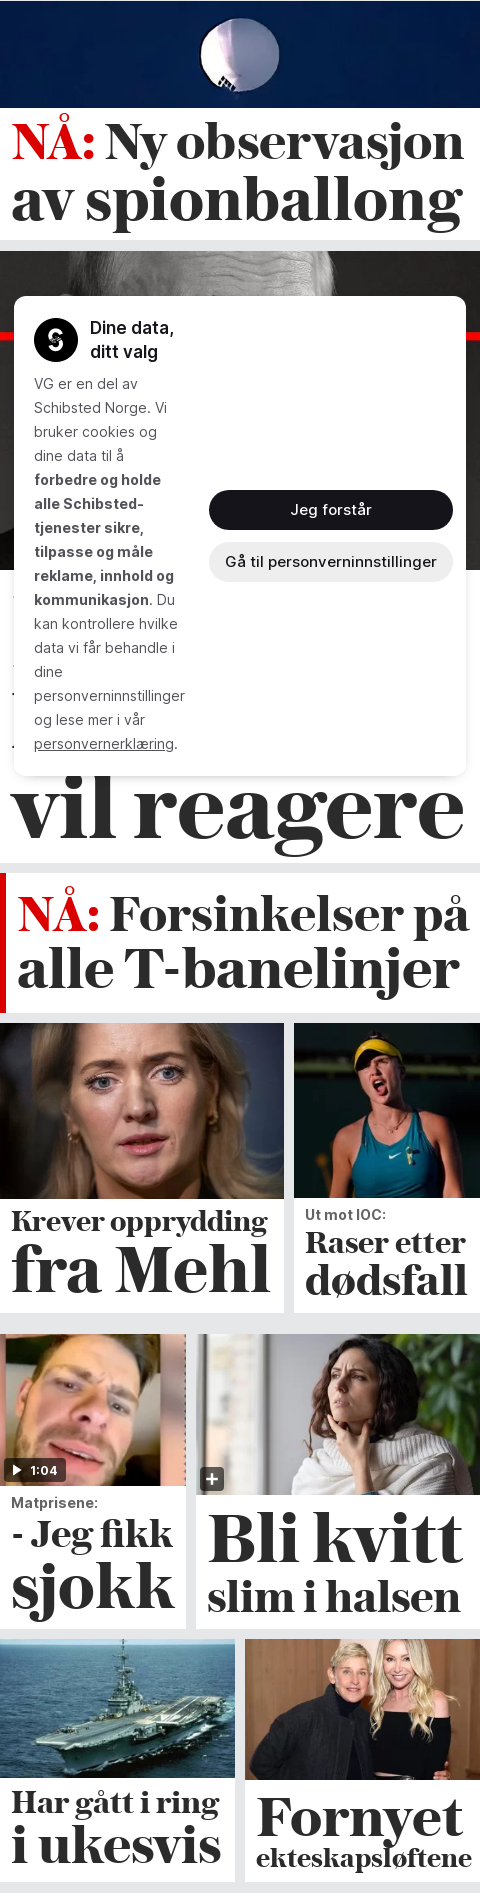 NÅ: Ny observasjon
av spionballong
Dine data,
ditt valg
VG er en del av
Schibsted Norge. Vi
bruker cookies og
dine data til å
forbedre og holde
alle Schibsted-
tjenester sikre,
tilpasse og måle
reklame, innhold og
kommunikasjon. Du
kan kontrollere hvilke
data vi får behandle i
dine
personverninnstillinger
og lese mer i vår
personvernerklæring.
Jeg forstår
Gå til personverninnstillinger
vil reagere
NÅ: Forsinkelser på
alle T-banelinjer
Krever opprydding
fra Mehl
Ut mot IOC:
Raser etter
dødsfall
1:04
Matprisene:
- Jeg fikk
sjokk
Bli kvitt
slim i halsen
Har gått i ring
i ukesvis
Fornyet
ekteskapsløftene